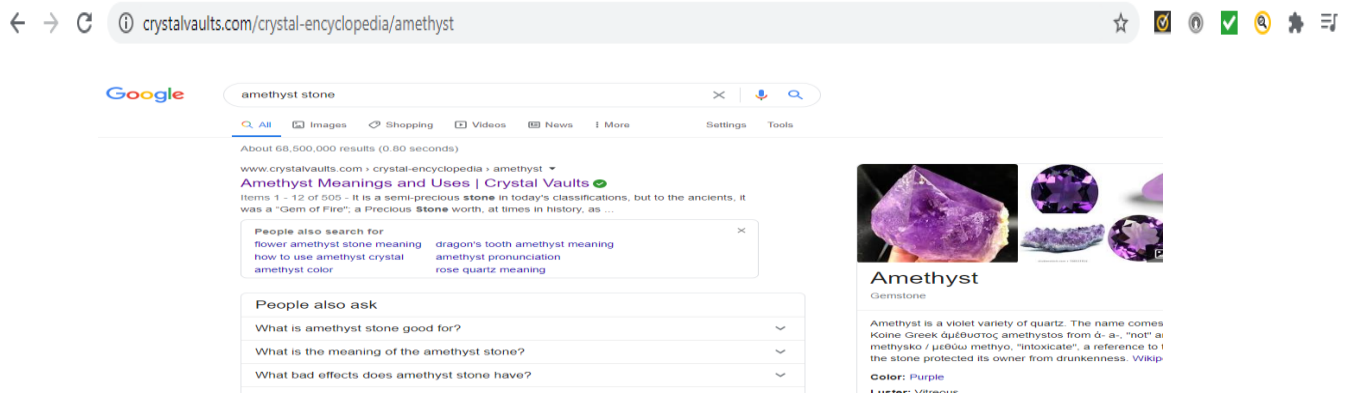 crystalvaults.com/crystal-encyclopedia/amethyst
Google
amethyst stone
All Images Shopping Videos News More Settings Tools
About 68,500,000 results (0.80 seconds)
www.crystalvaults.com › crystal-encyclopedia › amethyst
Amethyst Meanings and Uses | Crystal Vaults
Items 1 - 12 of 505 - It is a semi-precious stone in today's classifications, but to the ancients, it
was a "Gem of Fire"; a Precious Stone worth, at times in history, as ...
People also search for
flower amethyst stone meaning dragon's tooth amethyst meaning
how to use amethyst crystal amethyst pronunciation
amethyst color rose quartz meaning
People also ask
What is amethyst stone good for?
What is the meaning of the amethyst stone?
What bad effects does amethyst stone have?
Amethyst
Gemstone
Amethyst is a violet variety of quartz. The name comes
Koine Greek ἀμέθυστος amethystos from ἀ- a-, "not"
methysko / μεθύω methyo, "intoxicate", a reference to
the stone protected its owner from drunkenness. Wikip
Color: Purple
Luster: Vitreous